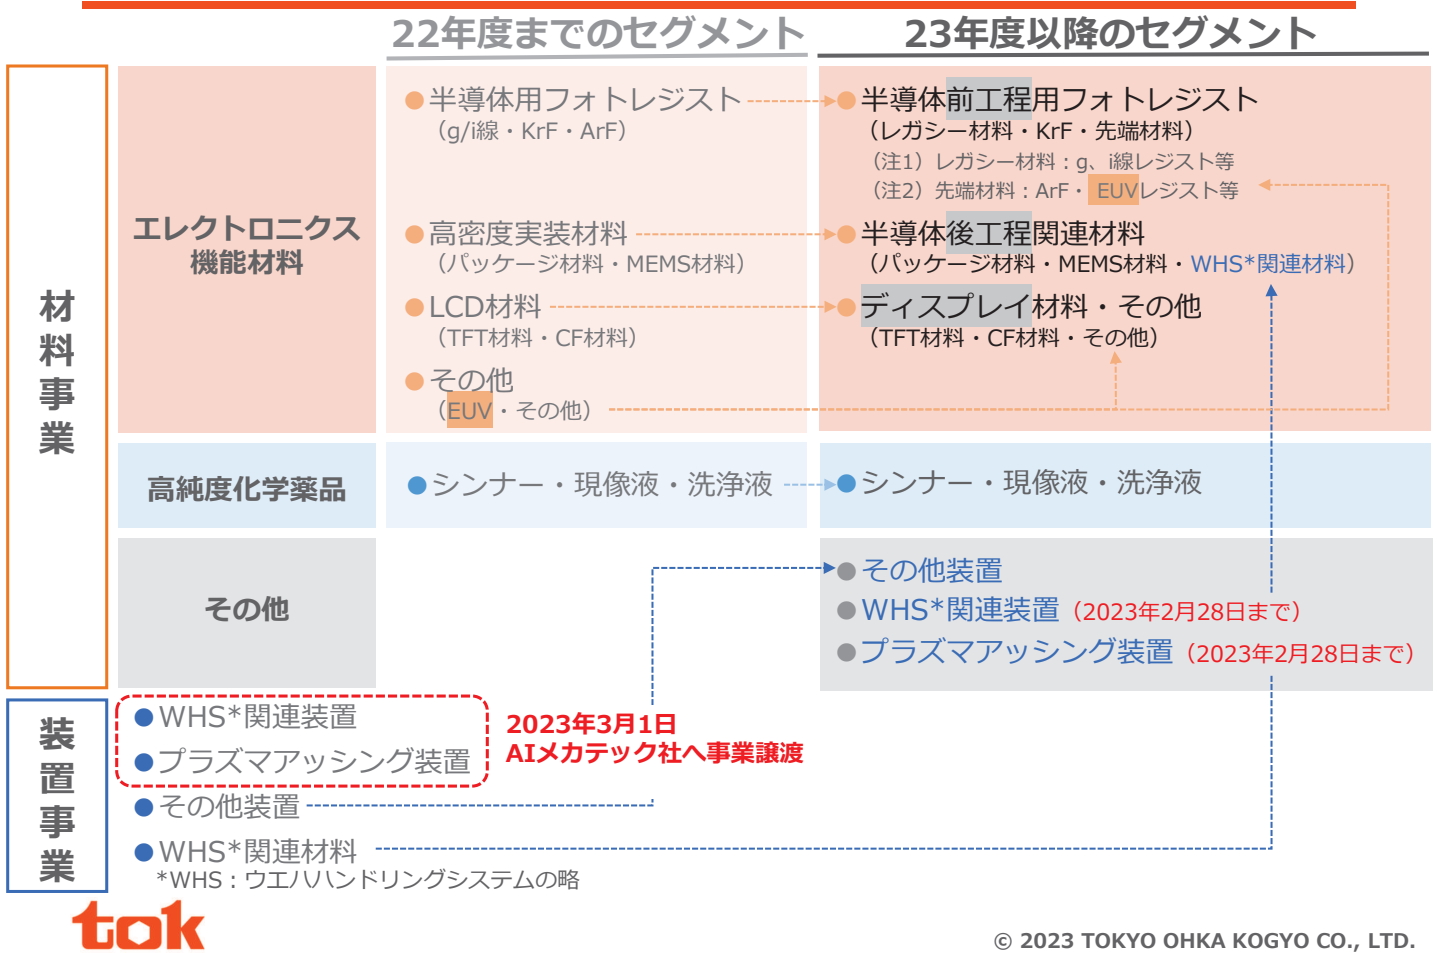 22年度までのセグメント
23年度以降のセグメント
材料事業
エレクトロニクス
機能材料
●半導体用フォトレジスト
（g/i線・KrF・ArF）
●高密度実装材料
（パッケージ材料・MEMS材料）
●LCD材料
（TFT材料・CF材料）
●その他
（EUV・その他）
●半導体前工程用フォトレジスト
（レガシー材料・KrF・先端材料）
（注1）レガシー材料：g、i線レジスト等
（注2）先端材料：ArF・ EUVレジスト等
●半導体後工程関連材料
（パッケージ材料・MEMS材料・WHS*関連材料）
●ディスプレイ材料・その他
（TFT材料・CF材料・その他）
高純度化学薬品
●シンナー・現像液・洗浄液
●シンナー・現像液・洗浄液
その他
●その他装置
●WHS*関連装置（2023年2月28日まで）
●プラズマアッシング装置（2023年2月28日まで）
装置事業
●WHS*関連装置
●プラズマアッシング装置
2023年3月1日
AIメカテック社へ事業譲渡
●その他装置
●WHS*関連材料
*WHS：ウエハハンドリングシステムの略
tok
© 2023 TOKYO OHKA KOGYO CO., LTD.